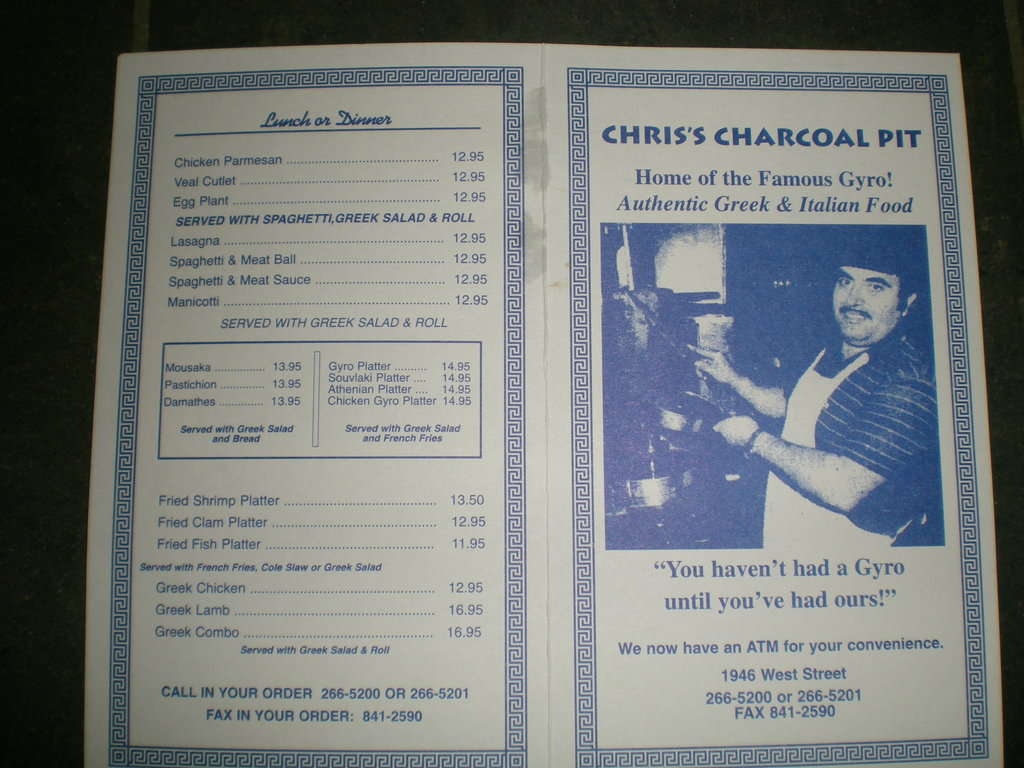 Lunch or Dinner
Chicken Parmesan ........................................ 12.95
Veal Cutlet .................................................... 12.95
Egg Plant ...................................................... 12.95
SERVED WITH SPAGHETTI,GREEK SALAD & ROLL
Lasagna ........................................................ 12.95
Spaghetti & Meat Ball ..................................... 12.95
Spaghetti & Meat Sauce ................................. 12.95
Manicotti ....................................................... 12.95
SERVED WITH GREEK SALAD & ROLL
Mousaka ................ 13.95
Pastichion .............. 13.95
Damathes .............. 13.95
Served with Greek Salad
and Bread
Gyro Platter .......... 14.95
Souvlaki Platter .... 14.95
Athenian Platter .... 14.95
Chicken Gyro Platter 14.95
Served with Greek Salad
and French Fries
Fried Shrimp Platter ...................................... 13.50
Fried Clam Platter ......................................... 12.95
Fried Fish Platter ........................................... 11.95
Served with French Fries, Cole Slaw or Greek Salad
Greek Chicken .............................................. 12.95
Greek Lamb .................................................. 16.95
Greek Combo ................................................ 16.95
Served with Greek Salad & Roll
CALL IN YOUR ORDER 266-5200 OR 266-5201
FAX IN YOUR ORDER: 841-2590
CHRIS'S CHARCOAL PIT
Home of the Famous Gyro!
Authentic Greek & Italian Food
"You haven't had a Gyro
until you've had ours!"
We now have an ATM for your convenience.
1946 West Street
266-5200 or 266-5201
FAX 841-2590